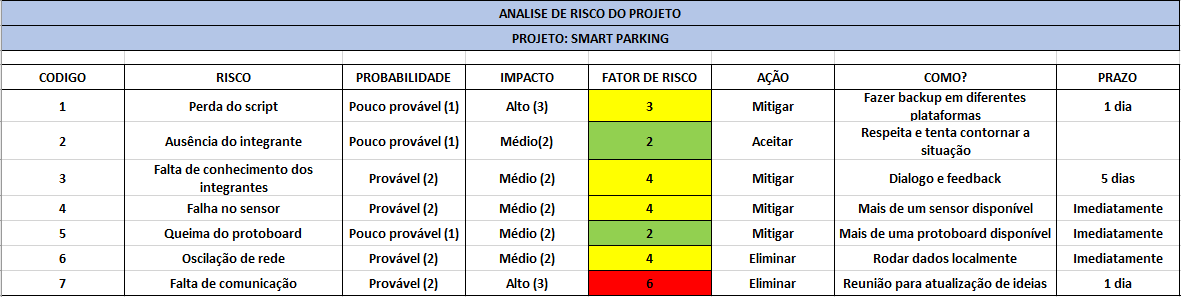 ANALISE DE RISCO DO PROJETO
PROJETO: SMART PARKING
CODIGO RISCO PROBABILIDADE IMPACTO FATOR DE RISCO AÇÃO COMO? PRAZO
1 Perda do script Pouco provável (1) Alto (3) 3 Mitigar Fazer backup em diferentes plataformas 1 dia
2 Ausência do integrante Pouco provável (1) Médio(2) 2 Aceitar Respeita e tenta contornar a situação
3 Falta de conhecimento dos integrantes Provável (2) Médio (2) 4 Mitigar Dialogo e feedback 5 dias
4 Falha no sensor Provável (2) Médio (2) 4 Mitigar Mais de um sensor disponível Imediatamente
5 Queima do protoboard Pouco provável (1) Médio (2) 2 Mitigar Mais de uma protoboard disponível Imediatamente
6 Oscilação de rede Provável (2) Médio (2) 4 Eliminar Rodar dados localmente Imediatamente
7 Falta de comunicação Provável (2) Alto (3) 6 Eliminar Reunião para atualização de ideias 1 dia